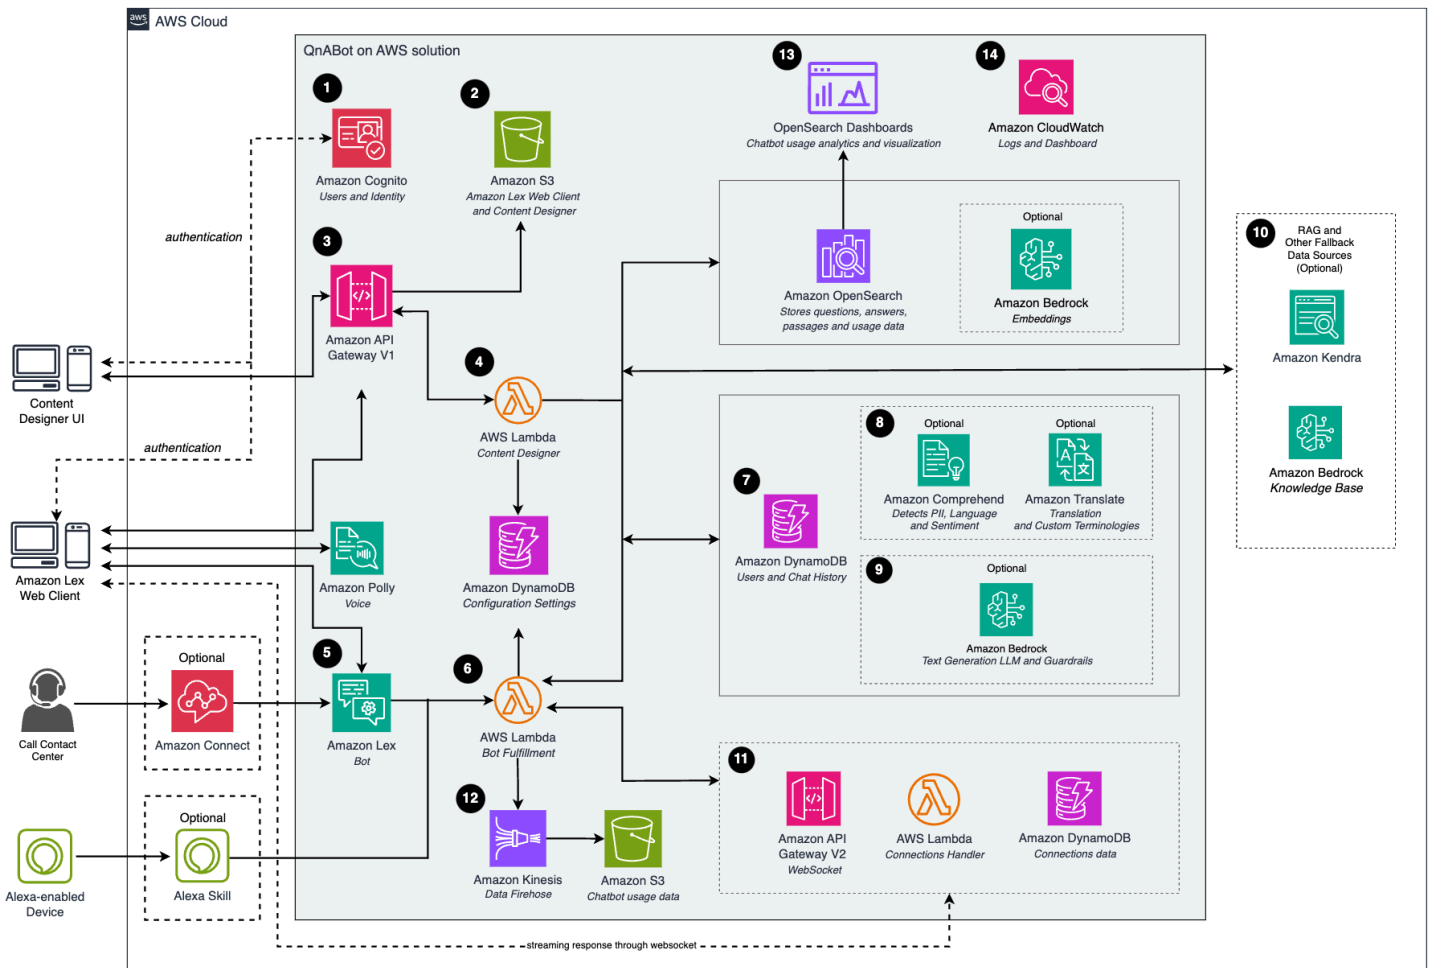 aws
AWS Cloud
QnABot on AWS solution
1
Amazon Cognito
Users and Identity
2
Amazon S3
Amazon Lex Web Client
and Content Designer
13
OpenSearch Dashboards
Chatbot usage analytics and visualization
14
Amazon CloudWatch
Logs and Dashboard
authentication
3
Amazon API
Gateway V1
Amazon OpenSearch
Stores questions, answers,
passages and usage data
Optional
Amazon Bedrock
Embeddings
10
RAG and
Other Fallback
Data Sources
(Optional)
Amazon Kendra
Amazon Bedrock
Knowledge Base
Content
Designer UI
4
AWS Lambda
Content Designer
authentication
7
Amazon DynamoDB
Users and Chat History
8
Optional
Amazon Comprehend
Detects PII, Language
and Sentiment
Optional
Amazon Translate
Translation
and Custom Terminologies
Amazon Lex
Web Client
Amazon Polly
Voice
Amazon DynamoDB
Configuration Settings
9
Optional
Amazon Bedrock
Text Generation LLM and Guardrails
Call Contact
Center
Optional
Amazon Connect
5
Amazon Lex
Bot
6
AWS Lambda
Bot Fulfillment
11
Amazon API
Gateway V2
WebSocket
AWS Lambda
Connections Handler
Amazon DynamoDB
Connections data
12
Amazon Kinesis
Data Firehose
Amazon S3
Chatbot usage data
Alexa-enabled
Device
Optional
Alexa Skill
streaming response through websocket